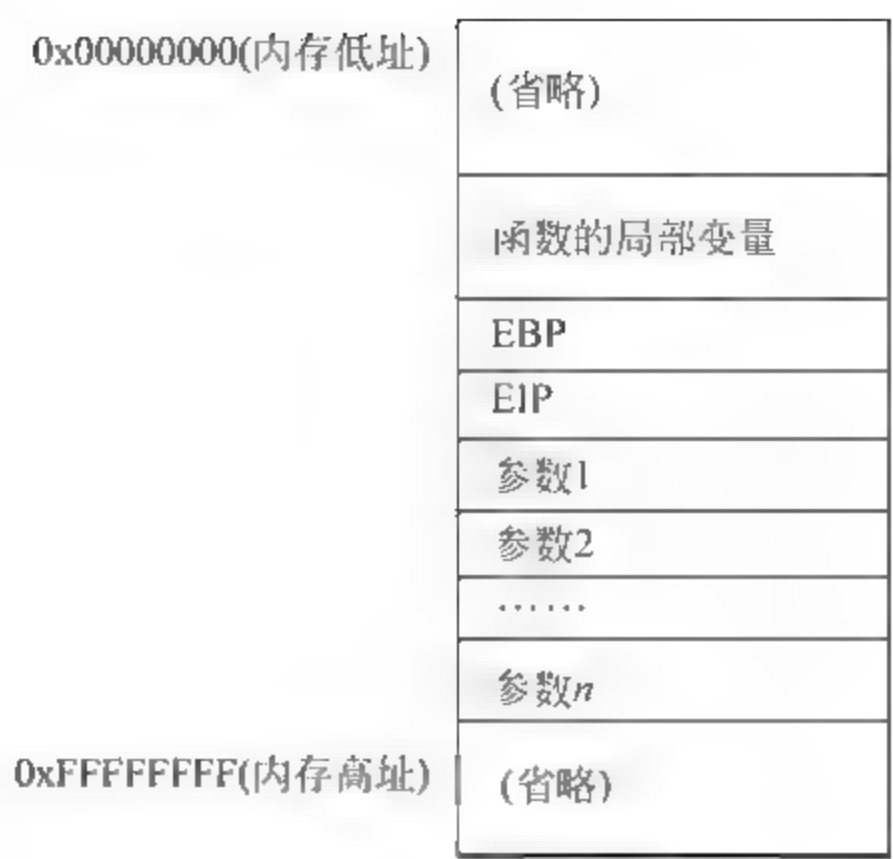 0x00000000(内存低址)
(省略)
函数的局部变量
EBP
EIP
参数1
参数2
……
参数n
0xFFFFFFFF(内存高址)
(省略)